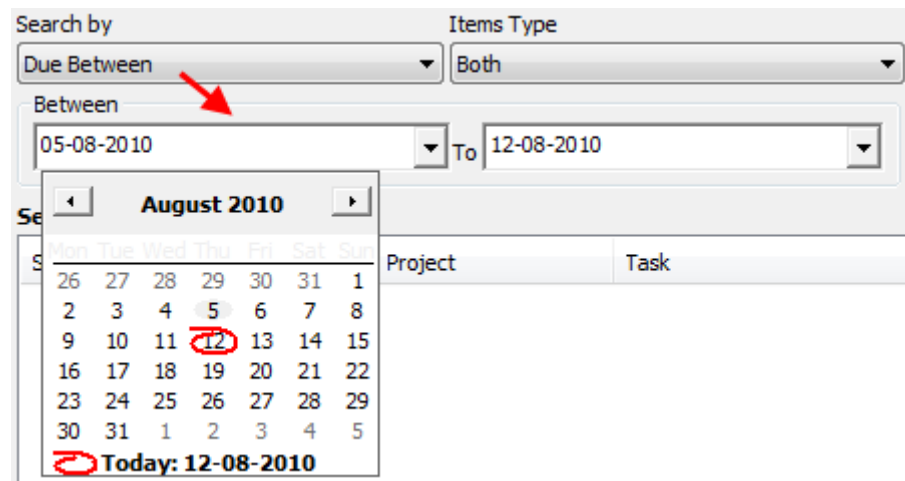 Search by Items Type
Due Between Both
Between
05-08-2010 To 12-08-2010
August 2010
Se
S Project Task
Mon Tue Wed Thu Fri Sat Sun
26 27 28 29 30 31 1
2 3 4 5 6 7 8
9 10 11 12 13 14 15
16 17 18 19 20 21 22
23 24 25 26 27 28 29
30 31 1 2 3 4 5
Today: 12-08-2010